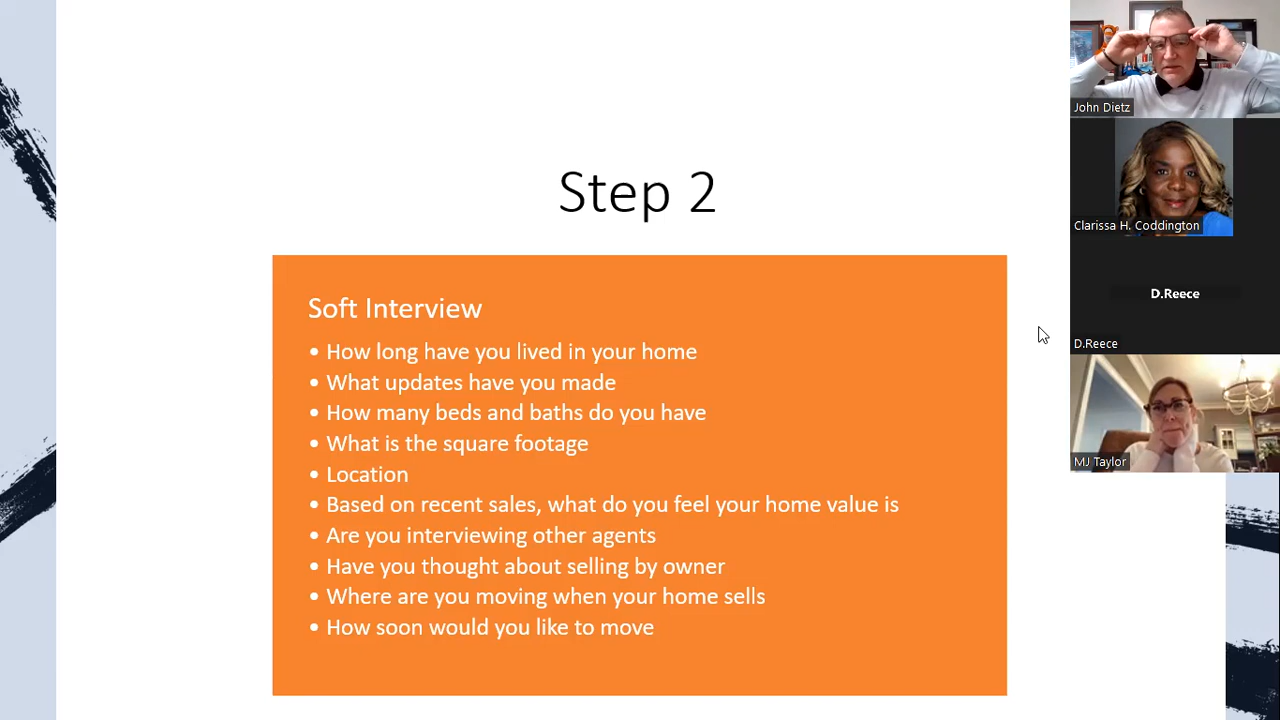 Step 2
Soft Interview
• How long have you lived in your home
• What updates have you made
• How many beds and baths do you have
• What is the square footage
• Location
• Based on recent sales, what do you feel your home value is
• Are you interviewing other agents
• Have you thought about selling by owner
• Where are you moving when your home sells
• How soon would you like to move
John Dietz
Clarissa H. Coddington
D.Reece
D.Reece
MJ Taylor